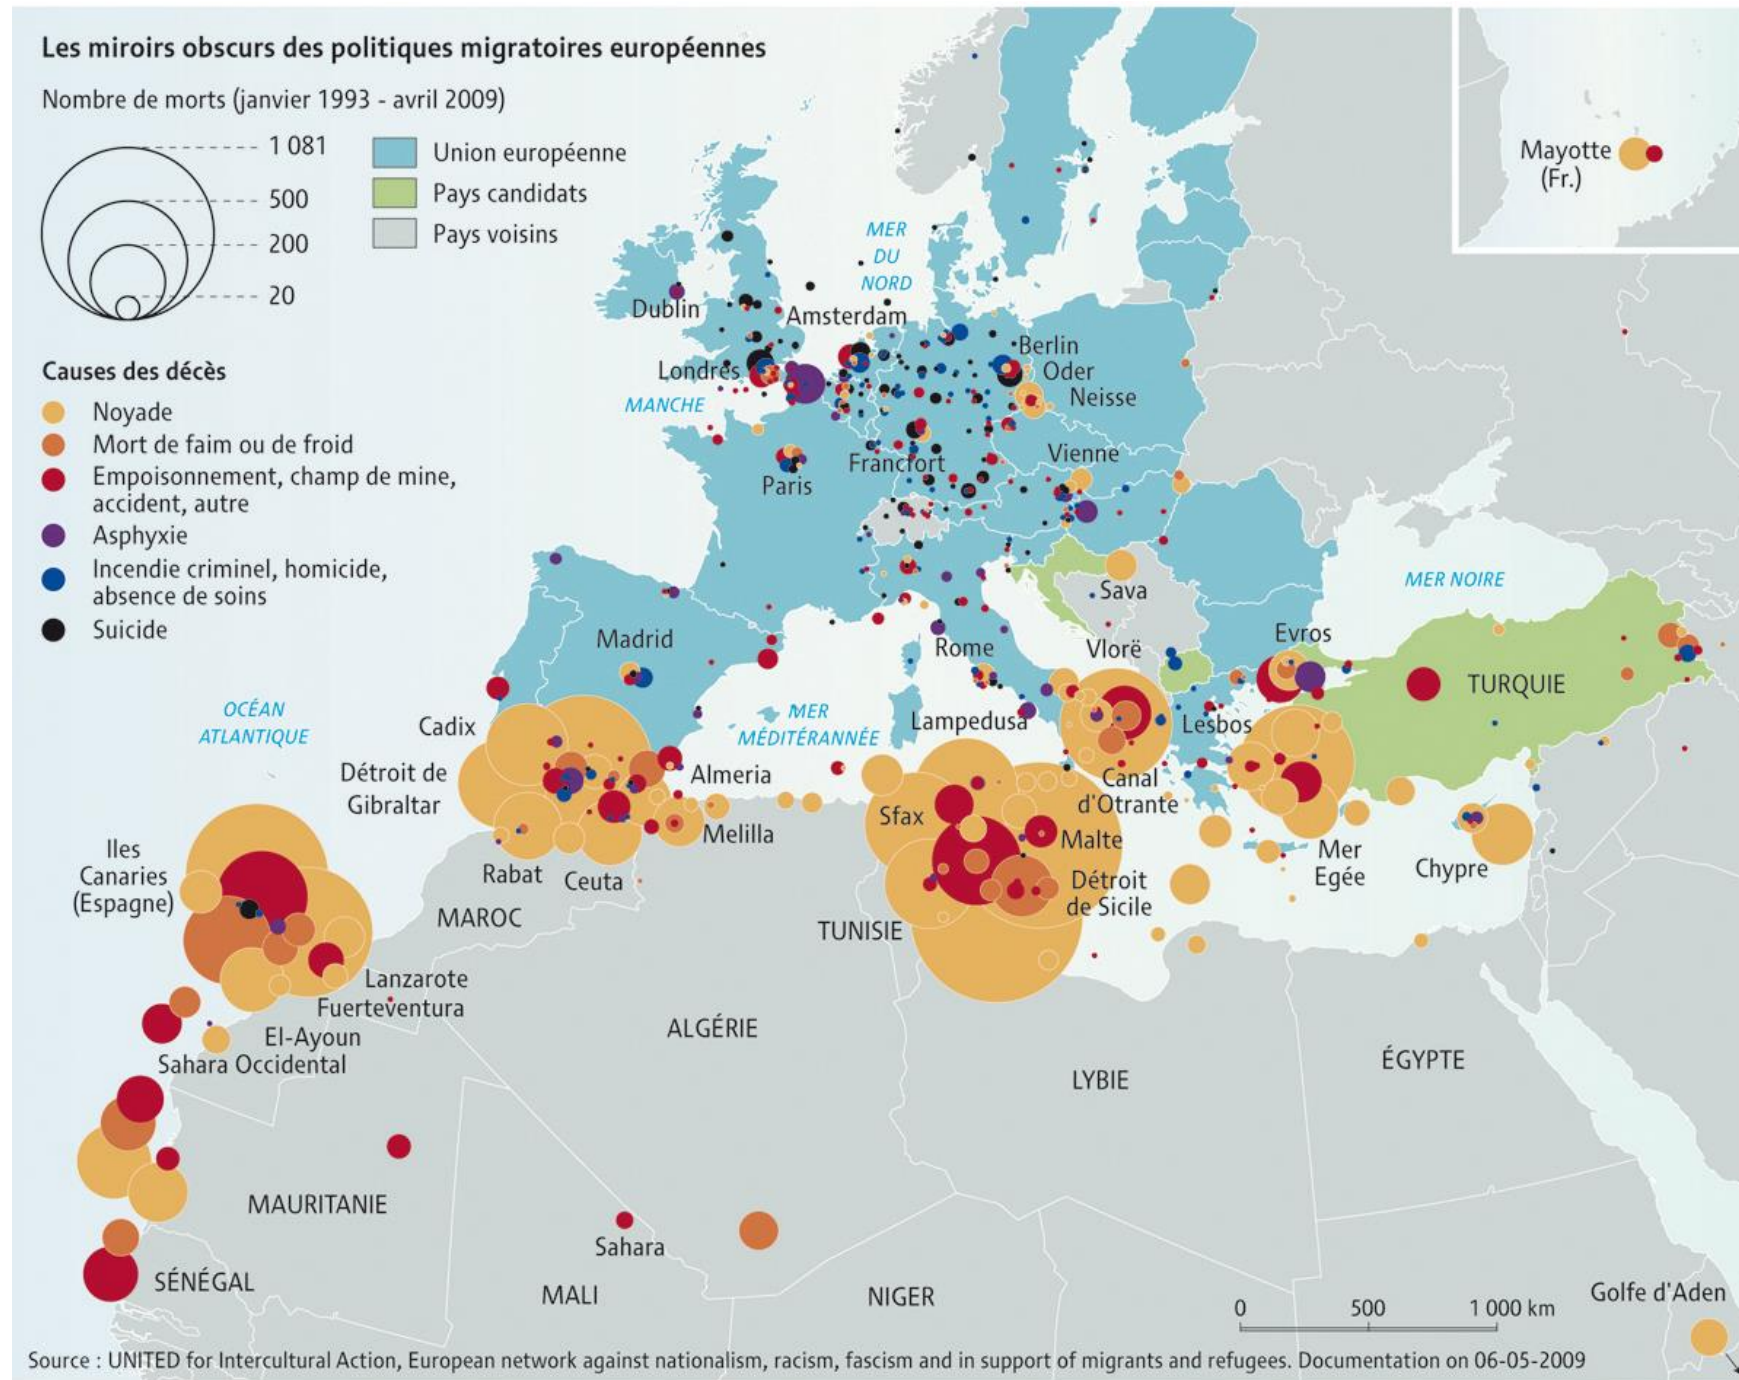 Les miroirs obscurs des politiques migratoires européennes
Nombre de morts (janvier 1993 - avril 2009)
1 081
500
200
20
Union européenne
Pays candidats
Pays voisins
Causes des décès
Noyade
Mort de faim ou de froid
Empoisonnement, champ de mine,
accident, autre
Asphyxie
Incendie criminel, homicide,
absence de soins
Suicide
Mayotte
(Fr.)
MER
DU
NORD
Dublin
Amsterdam
Londres
Berlin
Oder
Neisse
MANCHE
Vienne
Francfort
Paris
MER NOIRE
Sava
Madrid
Rome
Vlorë
Evros
TURQUIE
OCÉAN
ATLANTIQUE
MER
MÉDITÉRANNÉE
Cadix
Lampedusa
Lesbos
Détroit de
Gibraltar
Almeria
Canal
d'Otrante
Sfax
Melilla
Malte
Iles
Canaries
(Espagne)
Rabat
Ceuta
Mer
Egée
Chypre
Détroit
de Sicile
MAROC
TUNISIE
Lanzarote
Fuerteventura
El-Ayoun
Sahara Occidental
ALGÉRIE
LYBIE
ÉGYPTE
MAURITANIE
Sahara
SÉNÉGAL
MALI
NIGER
Golfe d'Aden
0 500 1 000 km
Source : UNITED for Intercultural Action, European network against nationalism, racism, fascism and in support of migrants and refugees. Documentation on 06-05-2009